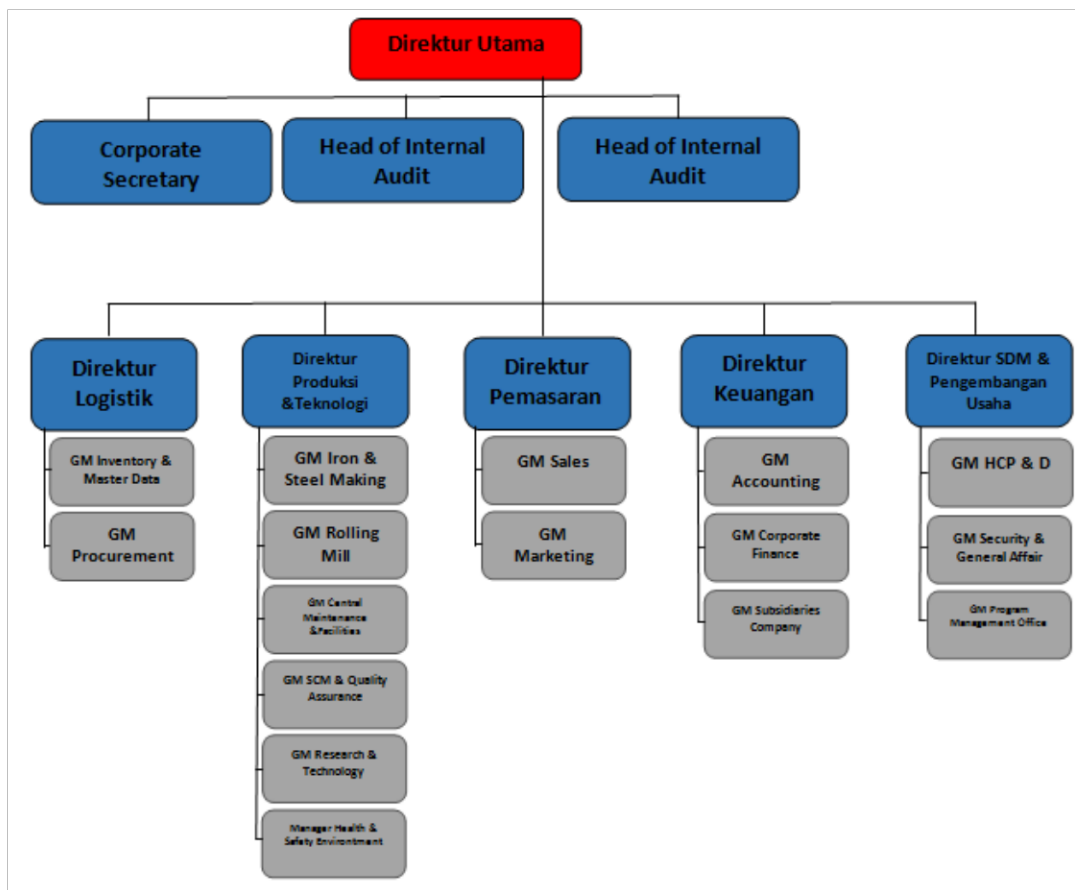 Direktur Utama
Corporate
Secretary
Head of Internal
Audit
Head of Internal
Audit
Direktur
Logistik
GM Inventory &
Master Data
GM
Procurement
Direktur
Produksi
&Teknologi
GM Iron &
Steel Making
GM Rolling
Mill
GM Central
Maintenance
&Facilities
GM SCM & Quality
Assurance
GM Research &
Technology
Manager Health &
Safety Environtment
Direktur
Pemasaran
GM Sales
GM
Marketing
Direktur
Keuangan
GM
Accounting
GM Corporate
Finance
GM Subsidiaries
Company
Direktur SDM &
Pengembangan
Usaha
GM HCP & D
GM Security &
General Affair
GM Program
Management Office